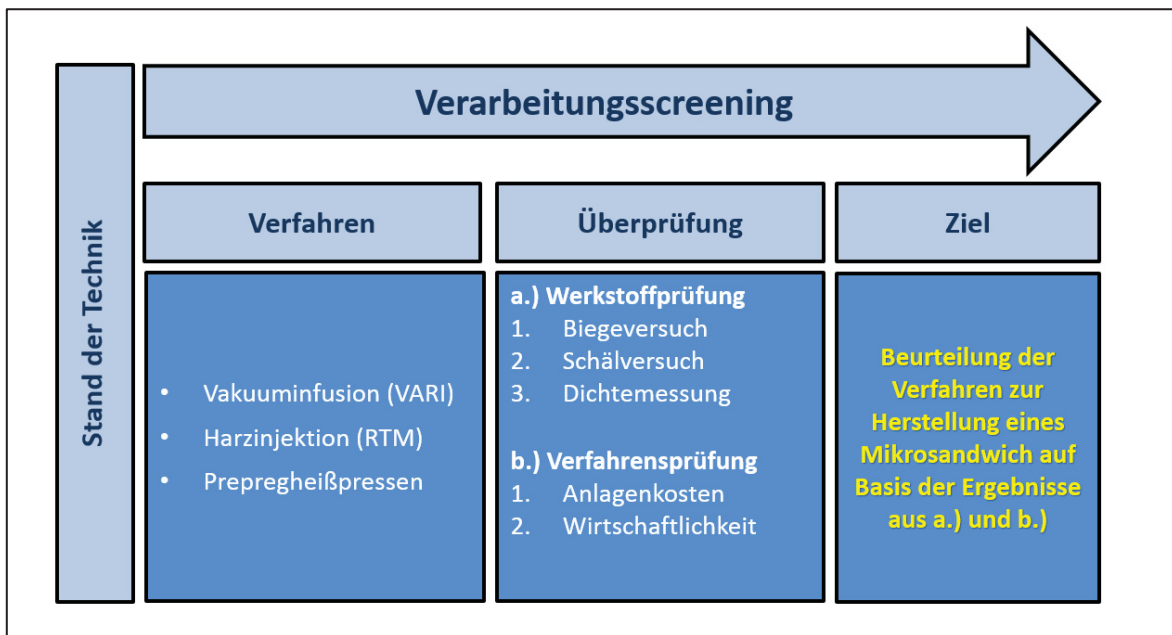 Stand der Technik
Verarbeitungsscreening
Verfahren
• Vakuuminfusion (VARI)
• Harzinjektion (RTM)
• Prepregheißpressen
Überprüfung
a.) Werkstoffprüfung
1. Biegeversuch
2. Schälversuch
3. Dichtemessung
b.) Verfahrensprüfung
1. Anlagenkosten
2. Wirtschaftlichkeit
Ziel
Beurteilung der
Verfahren zur
Herstellung eines
Mikrosandwich auf
Basis der Ergebnisse
aus a.) und b.)